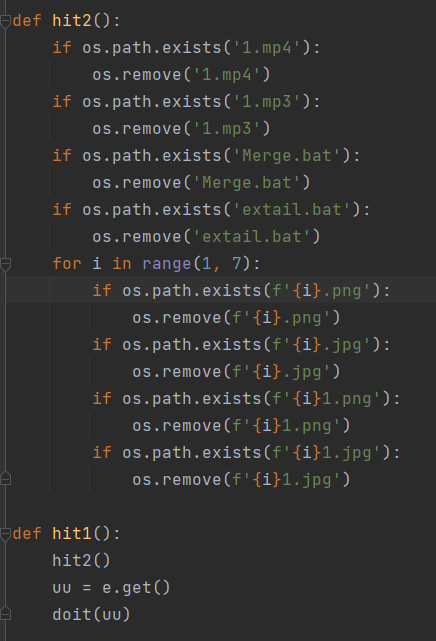 def hit2():
    if os.path.exists('1.mp4'):
        os.remove('1.mp4')
    if os.path.exists('1.mp3'):
        os.remove('1.mp3')
    if os.path.exists('Merge.bat'):
        os.remove('Merge.bat')
    if os.path.exists('extail.bat'):
        os.remove('extail.bat')
    for i in range(1, 7):
        if os.path.exists(f'{i}.png'):
            os.remove(f'{i}.png')
        if os.path.exists(f'{i}.jpg'):
            os.remove(f'{i}.jpg')
        if os.path.exists(f'{i}1.png'):
            os.remove(f'{i}1.png')
        if os.path.exists(f'{i}1.jpg'):
            os.remove(f'{i}1.jpg')

def hit1():
    hit2()
    uu = e.get()
    doit(uu)